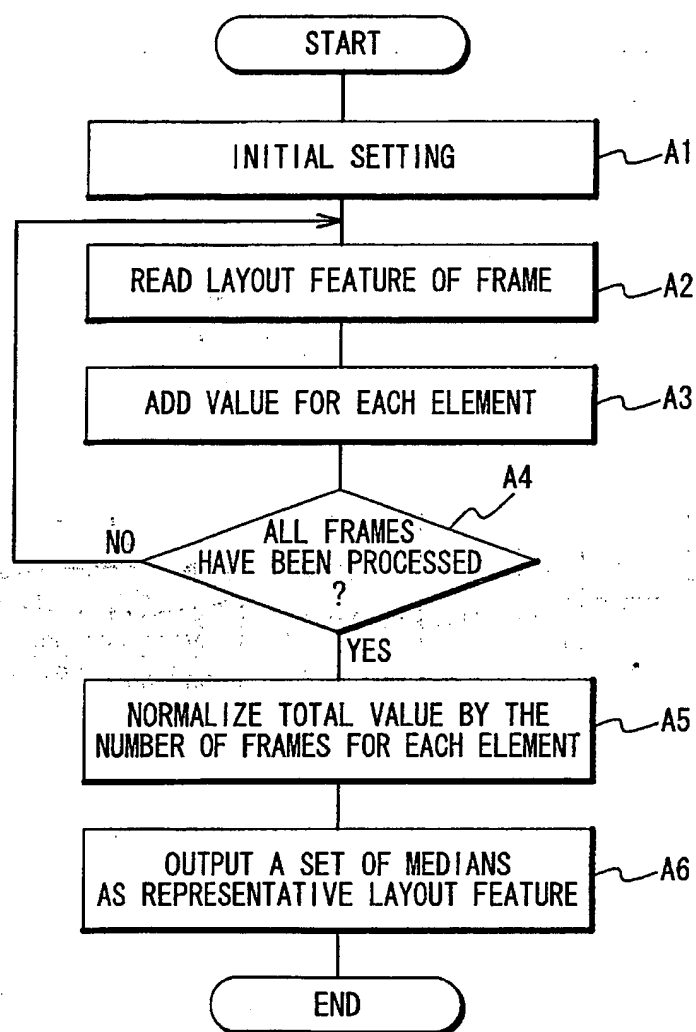 START
INITIAL SETTING
A1
READ LAYOUT FEATURE OF FRAME
A2
ADD VALUE FOR EACH ELEMENT
A3
A4
ALL FRAMES
HAVE BEEN PROCESSED
?
NO
YES
NORMALIZE TOTAL VALUE BY THE
NUMBER OF FRAMES FOR EACH ELEMENT
A5
OUTPUT A SET OF MEDIANS
AS REPRESENTATIVE LAYOUT FEATURE
A6
END